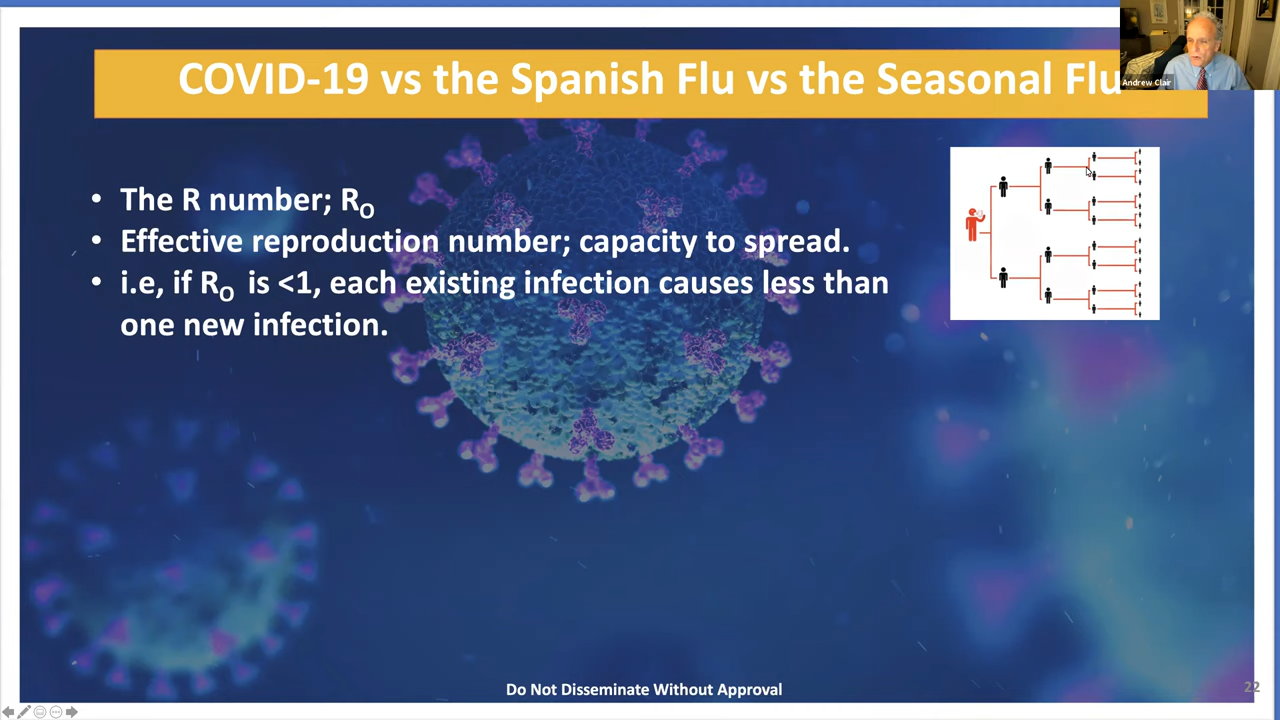 COVID-19 vs the Spanish Flu vs the Seasonal Flu
Andrew Clair
• The R number; R₀
• Effective reproduction number; capacity to spread.
• i.e, if R₀ is <1, each existing infection causes less than
one new infection.
Do Not Disseminate Without Approval
22